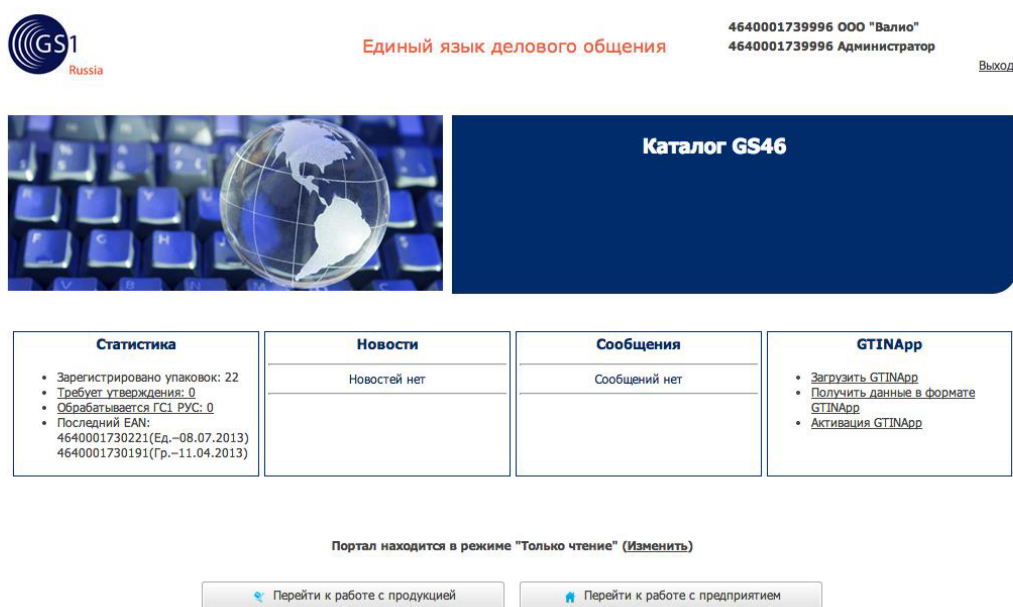 GS1
Russia
Единый язык делового общения
4640001739996 ООО "Валио"
4640001739996 Администратор
Выход
Каталог GS46
Статистика
Зарегистрировано упаковок: 22
Требует утверждения: 0
Обрабатывается ГС1 РУС: 0
Последний EAN:
4640001730221(Ед.–08.07.2013)
4640001730191(Гр.–11.04.2013)
Новости
Новостей нет
Сообщения
Сообщений нет
GTINApp
Загрузить GTINApp
Получить данные в формате
GTINApp
Активация GTINApp
Портал находится в режиме "Только чтение" (Изменить)
Перейти к работе с продукцией
Перейти к работе с предприятием